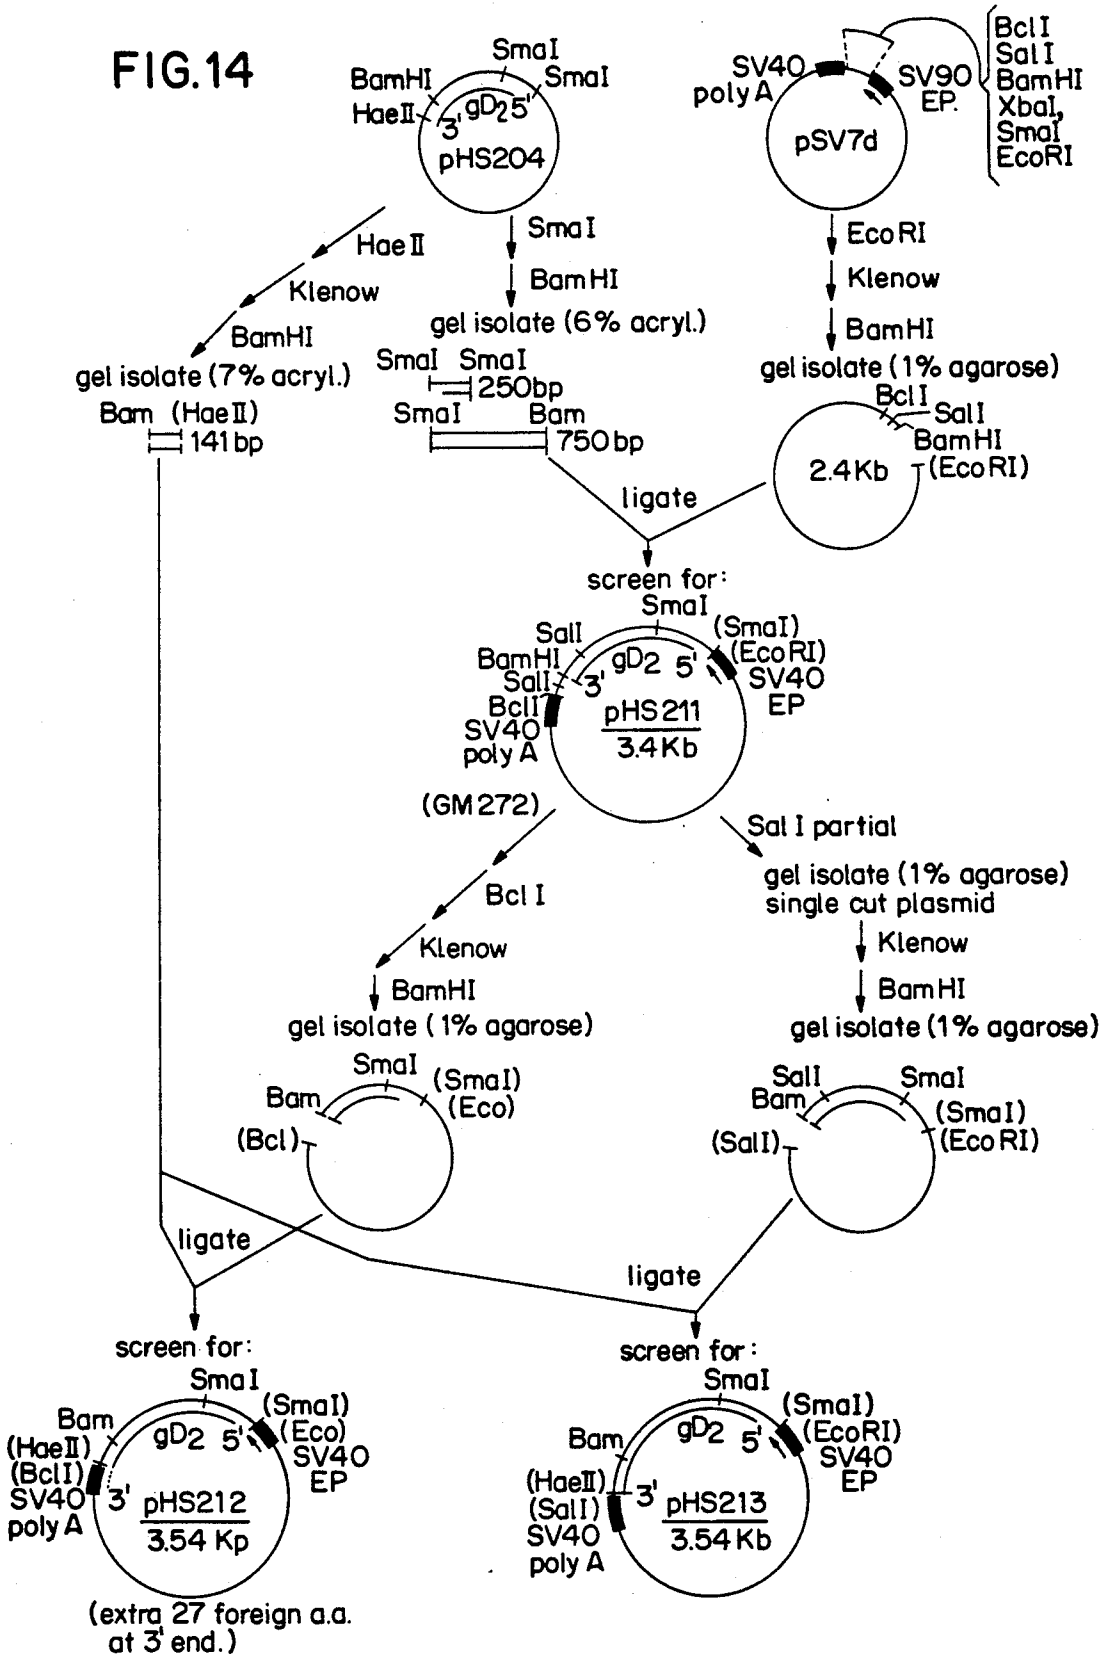 FIG.14
SmaI
BamHI
SmaI
HaeII
3' gD2 5'
pHS204
SV40
poly A
SV90
EP.
pSV7d
BclI
SalI
BamHI
XbaI,
SmaI
EcoRI
HaeII
Klenow
BamHI
gel isolate (7% acryl.)
Bam (HaeII)
141 bp
SmaI
BamHI
gel isolate (6% acryl.)
SmaI SmaI
250bp
SmaI Bam
750 bp
EcoRI
Klenow
BamHI
gel isolate (1% agarose)
BclI
SalI
BamHI
(EcoRI)
2.4Kb
ligate
screen for:
SmaI
(SmaI)
(EcoRI)
SV40
EP
SalI
BamHI
SalI
BclI
SV40
poly A
3' gD2 5'
pHS211
3.4Kb
(GM272)
Bcl I
Klenow
BamHI
gel isolate (1% agarose)
SmaI
(SmaI)
(Eco)
Bam
(Bcl)
Sal I partial
gel isolate (1% agarose)
single cut plasmid
Klenow
BamHI
gel isolate (1% agarose)
SalI
SmaI
Bam
(SmaI)
(EcoRI)
(SalI)
ligate
ligate
screen for:
SmaI
(SmaI)
(Eco)
SV40
EP
Bam
(HaeII)
(BclI)
SV40
poly A
gD2 5'
3'
pHS212
3.54 Kp
(extra 27 foreign a.a.
at 3' end.)
screen for:
SmaI
(SmaI)
(EcoRI)
SV40
EP
Bam
(HaeII)
(SalI)
SV40
poly A
gD2 5'
3'
pHS213
3.54 Kb